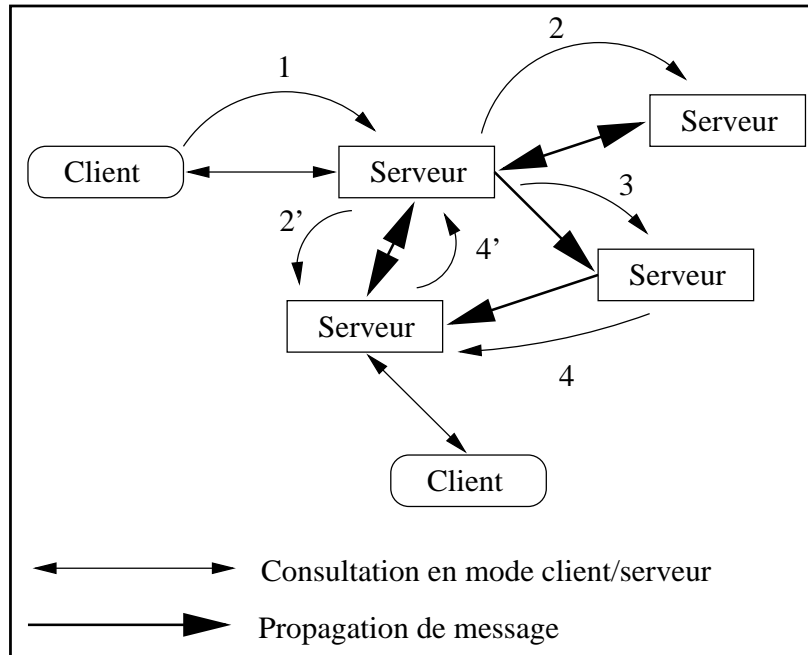 1
2
Serveur
Client
Serveur
3
2’
4’
Serveur
Serveur
4
Client
Consultation en mode client/serveur
Propagation de message